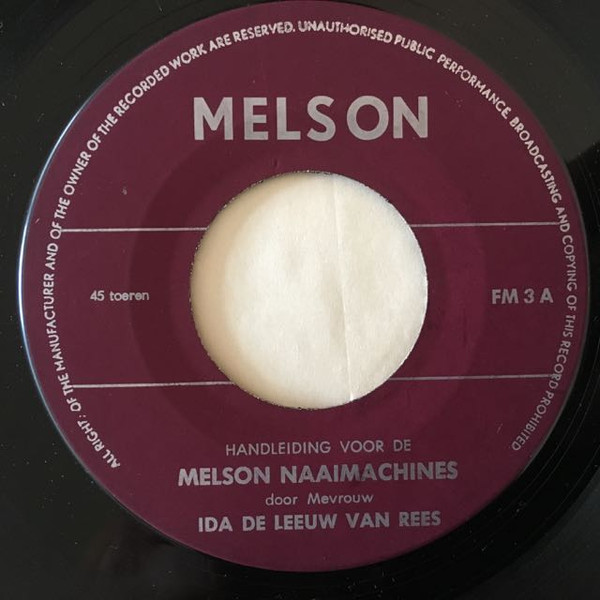 ALL RIGHT: OF THE MANUFACTURER AND OF THE OWNER OF THE RECORDED WORK ARE RESERVED. UNAUTHORISED PUBLIC PERFORMANCE, BROADCASTING AND COPYING OF THIS RECORD PROHIBITED
MELSON
45 toeren
FM 3 A
HANDLEIDING VOOR DE
MELSON NAAIMACHINES
door Mevrouw
IDA DE LEEUW VAN REES